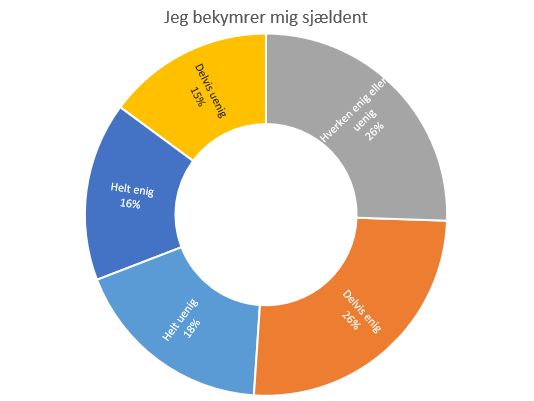 Jeg bekymrer mig sjældent
Hverken enig eller
uenig
26%
Delvis enig
26%
Helt uenig
18%
Helt enig
16%
Delvis uenig
15%